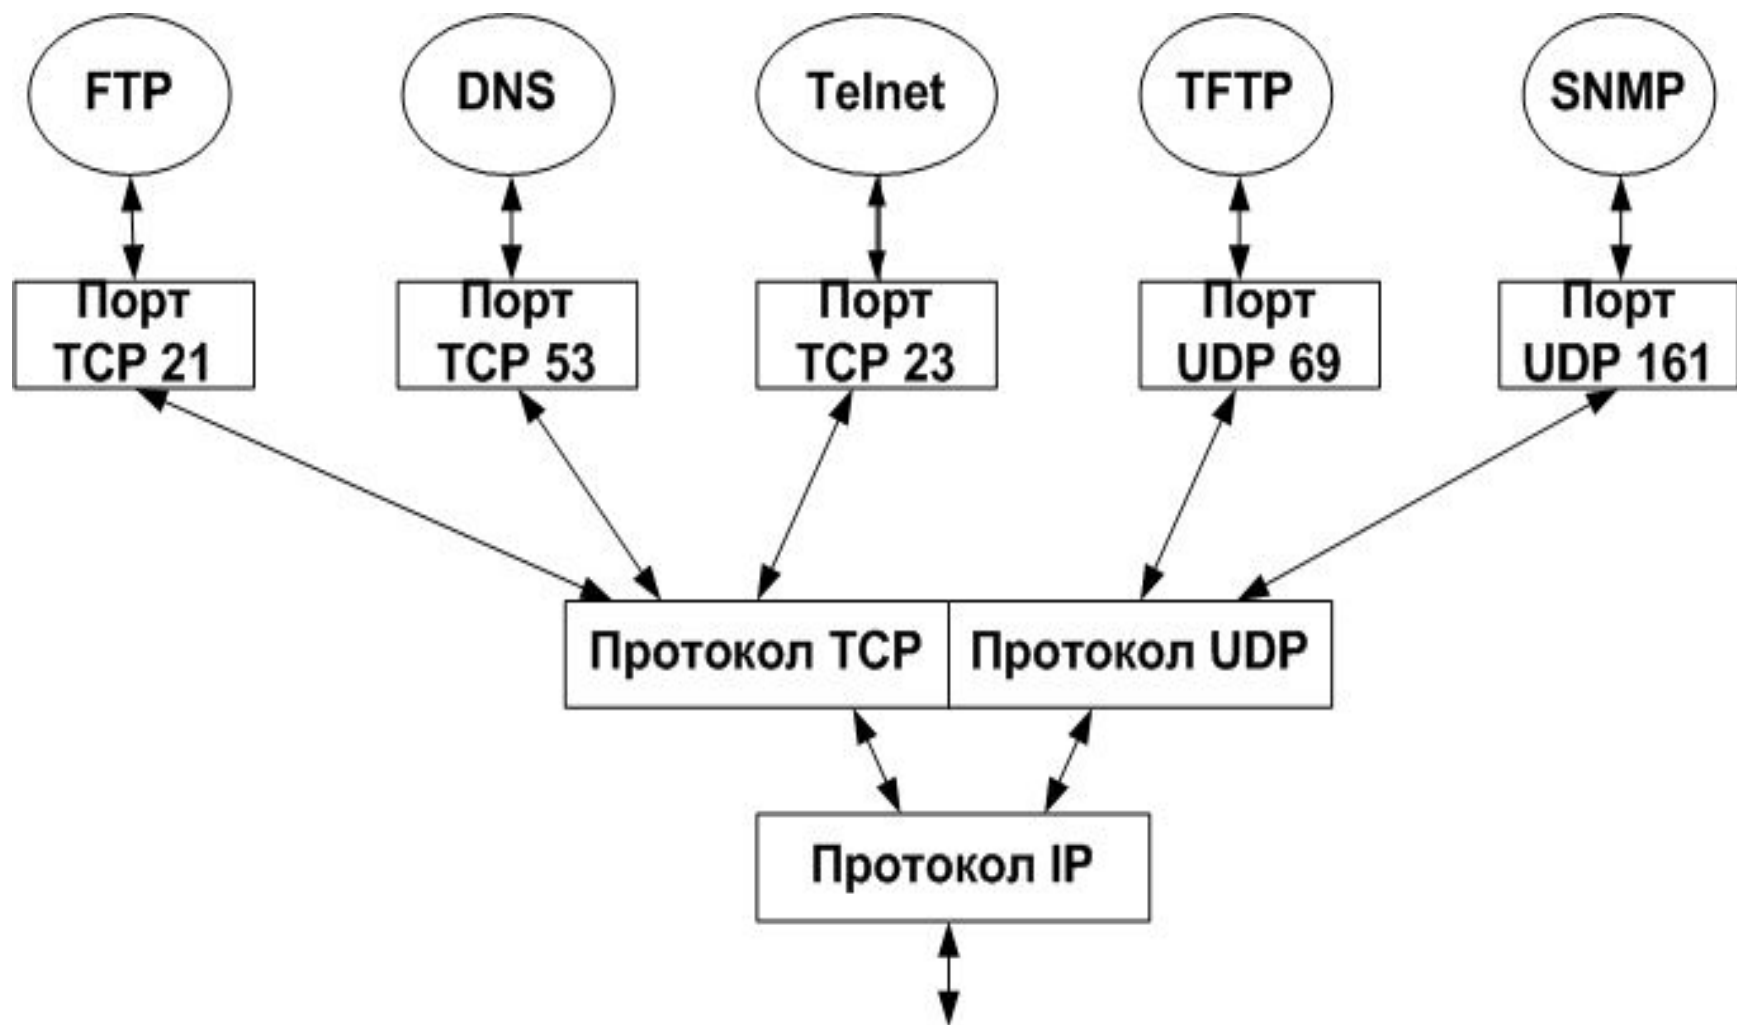 FTP
DNS
Telnet
TFTP
SNMP
Порт
TCP 21
Порт
TCP 53
Порт
TCP 23
Порт
UDP 69
Порт
UDP 161
Протокол TCP
Протокол UDP
Протокол IP